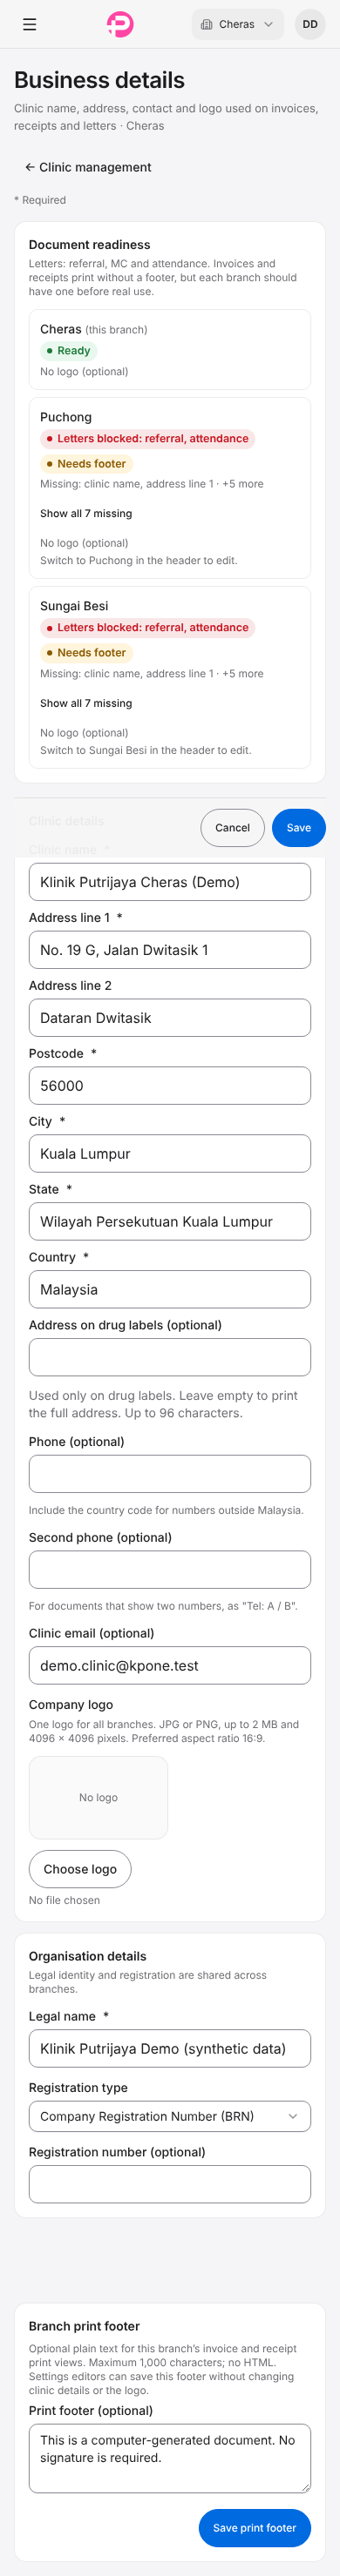 Cheras
DD
Business details
Clinic name, address, contact and logo used on invoices,
receipts and letters · Cheras
← Clinic management
* Required
Document readiness
Letters: referral, MC and attendance. Invoices and
receipts print without a footer, but each branch should
have one before real use.
Cheras (this branch)
Ready
No logo (optional)
Puchong
Letters blocked: referral, attendance
Needs footer
Missing: clinic name, address line 1 · +5 more
Show all 7 missing
No logo (optional)
Switch to Puchong in the header to edit.
Sungai Besi
Letters blocked: referral, attendance
Needs footer
Missing: clinic name, address line 1 · +5 more
Show all 7 missing
No logo (optional)
Switch to Sungai Besi in the header to edit.
Clinic details
Cancel
Save
Clinic name *
Klinik Putrijaya Cheras (Demo)
Address line 1 *
No. 19 G, Jalan Dwitasik 1
Address line 2
Dataran Dwitasik
Postcode *
56000
City *
Kuala Lumpur
State *
Wilayah Persekutuan Kuala Lumpur
Country *
Malaysia
Address on drug labels (optional)
Used only on drug labels. Leave empty to print
the full address. Up to 96 characters.
Phone (optional)
Include the country code for numbers outside Malaysia.
Second phone (optional)
For documents that show two numbers, as "Tel: A / B".
Clinic email (optional)
demo.clinic@kpone.test
Company logo
One logo for all branches. JPG or PNG, up to 2 MB and
4096 × 4096 pixels. Preferred aspect ratio 16:9.
No logo
Choose logo
No file chosen
Organisation details
Legal identity and registration are shared across
branches.
Legal name *
Klinik Putrijaya Demo (synthetic data)
Registration type
Company Registration Number (BRN)
Registration number (optional)
Branch print footer
Optional plain text for this branch's invoice and receipt
print views. Maximum 1,000 characters; no HTML.
Settings editors can save this footer without changing
clinic details or the logo.
Print footer (optional)
This is a computer-generated document. No
signature is required.
Save print footer